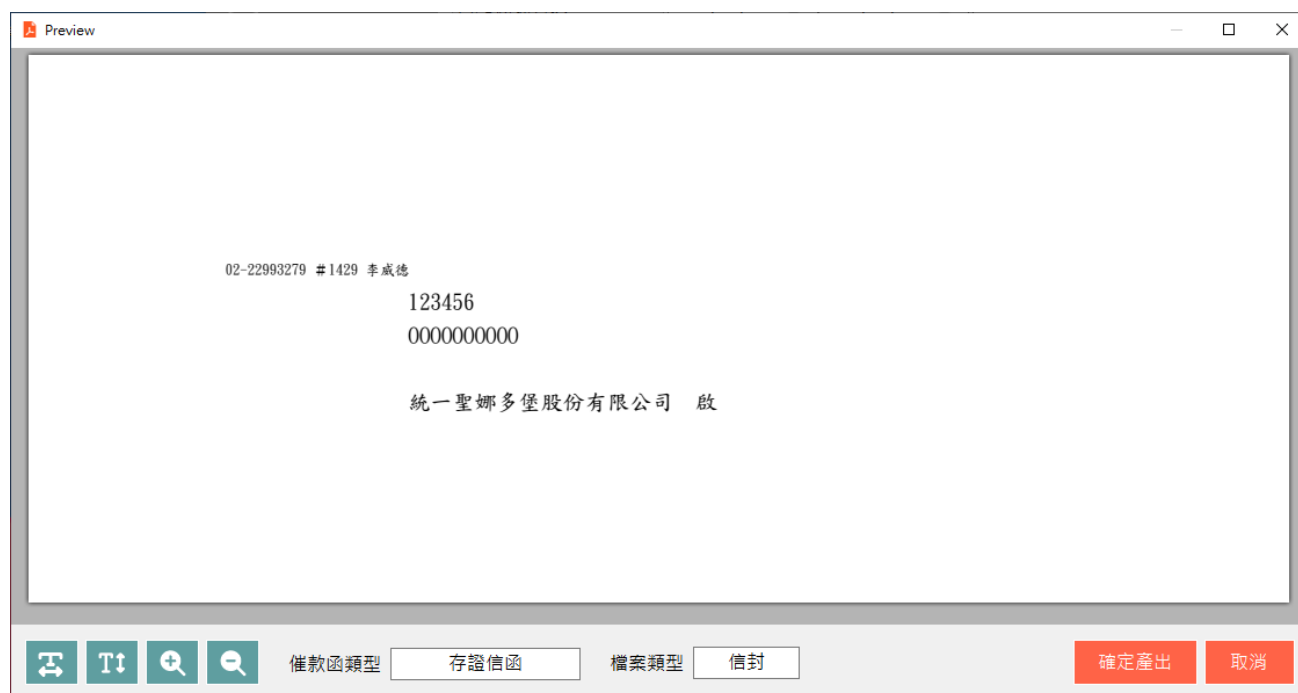 Preview
02-22993279 #1429 李威德
123456
0000000000
統一聖娜多堡股份有限公司 啟
催款函類型 存證信函 檔案類型 信封 確定產出 取消